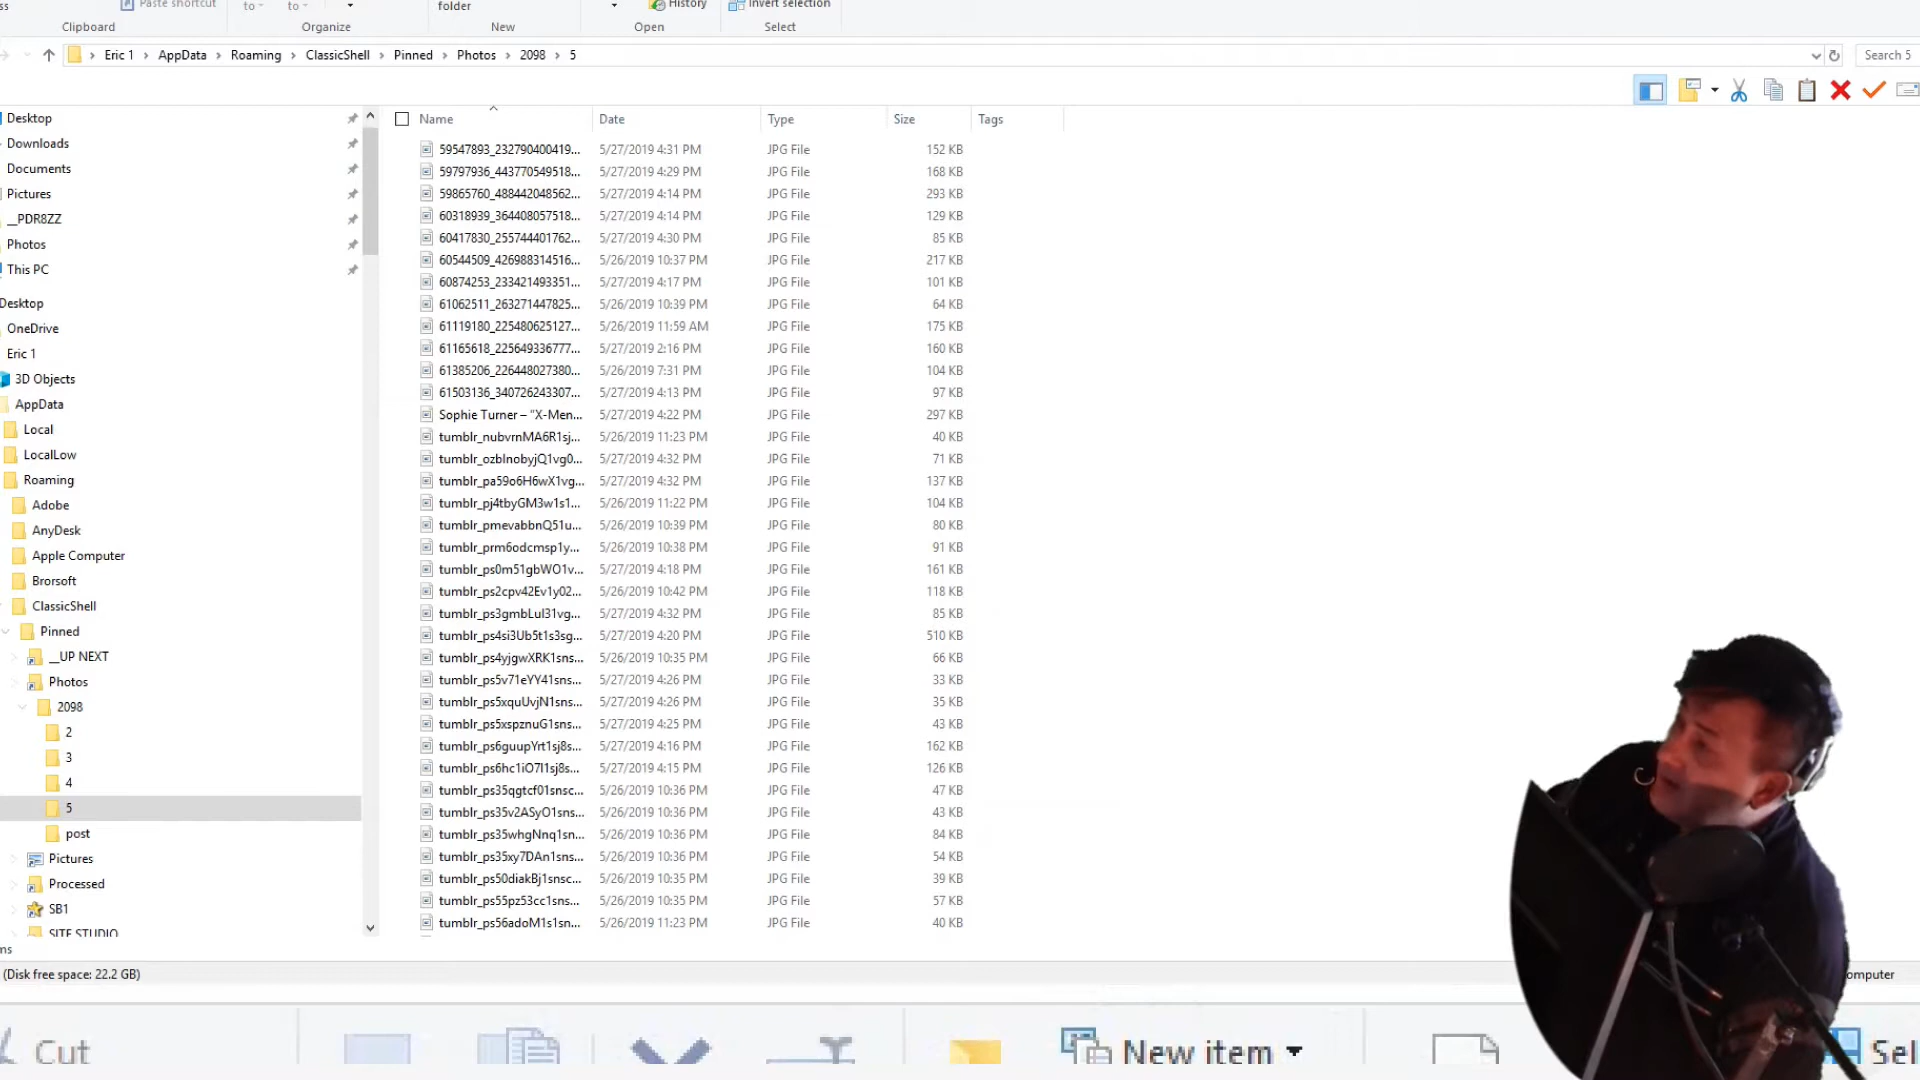 ss
Paste shortcut
to
to
folder
History
Invert selection
Clipboard
Organize
New
Open
Select
Eric 1 › AppData › Roaming › ClassicShell › Pinned › Photos › 2098 › 5
Search 5
Desktop
Downloads
Documents
Pictures
__PDR8ZZ
Photos
This PC
Desktop
OneDrive
Eric 1
3D Objects
AppData
Local
LocalLow
Roaming
Adobe
AnyDesk
Apple Computer
Brorsoft
ClassicShell
Pinned
__UP NEXT
Photos
2098
2
3
4
5
post
Pictures
Processed
SB1
SITE STUDIO
Name Date Type Size Tags
59547893_232790400419... 5/27/2019 4:31 PM JPG File 152 KB
59797936_443770549518... 5/27/2019 4:29 PM JPG File 168 KB
59865760_488442048562... 5/27/2019 4:14 PM JPG File 293 KB
60318939_364408057518... 5/27/2019 4:14 PM JPG File 129 KB
60417830_255744401762... 5/27/2019 4:30 PM JPG File 85 KB
60544509_426988314516... 5/26/2019 10:37 PM JPG File 217 KB
60874253_233421493351... 5/27/2019 4:17 PM JPG File 101 KB
61062511_263271447825... 5/26/2019 10:39 PM JPG File 64 KB
61119180_225480625127... 5/26/2019 11:59 AM JPG File 175 KB
61165618_225649336777... 5/27/2019 2:16 PM JPG File 160 KB
61385206_226448027380... 5/26/2019 7:31 PM JPG File 104 KB
61503136_340726243307... 5/27/2019 4:13 PM JPG File 97 KB
Sophie Turner – "X-Men... 5/27/2019 4:22 PM JPG File 297 KB
tumblr_nubvrnMA6R1sj... 5/26/2019 11:23 PM JPG File 40 KB
tumblr_ozblnobyjQ1vg0... 5/27/2019 4:32 PM JPG File 71 KB
tumblr_pa59o6H6wX1vg... 5/27/2019 4:32 PM JPG File 137 KB
tumblr_pj4tbyGM3w1s1... 5/26/2019 11:22 PM JPG File 104 KB
tumblr_pmevabbnQ51u... 5/26/2019 10:39 PM JPG File 80 KB
tumblr_prm6odcmsp1y... 5/26/2019 10:38 PM JPG File 91 KB
tumblr_ps0m51gbWO1v... 5/27/2019 4:18 PM JPG File 161 KB
tumblr_ps2cpv42Ev1y02... 5/26/2019 10:42 PM JPG File 118 KB
tumblr_ps3gmbLuI31vg... 5/27/2019 4:32 PM JPG File 85 KB
tumblr_ps4si3Ub5t1s3sg... 5/27/2019 4:20 PM JPG File 510 KB
tumblr_ps4yjgwXRK1sns... 5/26/2019 10:35 PM JPG File 66 KB
tumblr_ps5v71eYY41sns... 5/27/2019 4:26 PM JPG File 33 KB
tumblr_ps5xquUvjN1sns... 5/27/2019 4:26 PM JPG File 35 KB
tumblr_ps5xspznuG1sns... 5/27/2019 4:25 PM JPG File 43 KB
tumblr_ps6guupYrt1sj8s... 5/27/2019 4:16 PM JPG File 162 KB
tumblr_ps6hc1iO7l1sj8s... 5/27/2019 4:15 PM JPG File 126 KB
tumblr_ps35qgtcf01snsc... 5/26/2019 10:36 PM JPG File 47 KB
tumblr_ps35v2ASyO1sns... 5/26/2019 10:36 PM JPG File 43 KB
tumblr_ps35whgNnq1sn... 5/26/2019 10:36 PM JPG File 84 KB
tumblr_ps35xy7DAn1sns... 5/26/2019 10:36 PM JPG File 54 KB
tumblr_ps50diakBj1snsc... 5/26/2019 10:35 PM JPG File 39 KB
tumblr_ps55pz53cc1sns... 5/26/2019 10:35 PM JPG File 57 KB
tumblr_ps56adoM1s1sn... 5/26/2019 11:23 PM JPG File 40 KB
ms
(Disk free space: 22.2 GB)
omputer
Cut
New item
Sel